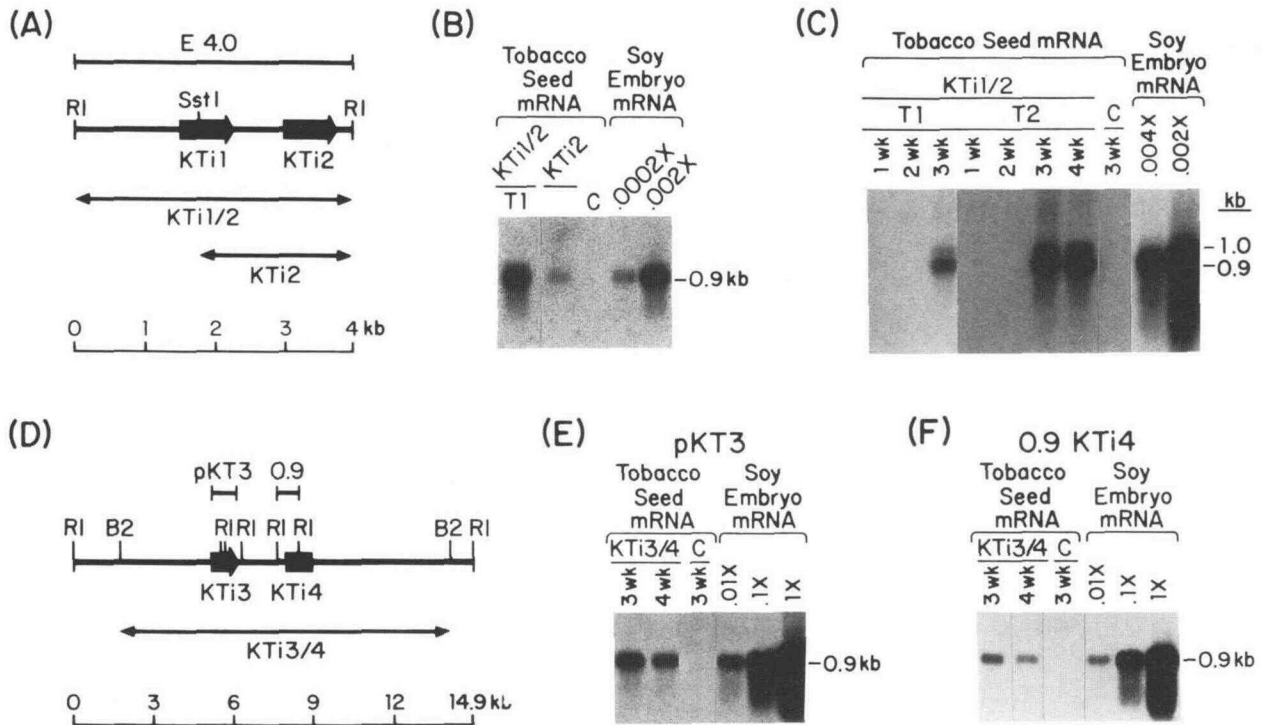 (A)
E 4.0
RI SstI RI
KTi1 KTi2
KTi1/2
KTi2
0 1 2 3 4 kb
(B)
Tobacco Soy
Seed Embryo
mRNA mRNA
KTi1/2 KTi2 .0002X .002X
T1 C
-0.9 kb
(C)
Tobacco Seed mRNA Soy
Embryo
mRNA
KTi1/2
T1 T2 C
1 wk 2 wk 3 wk 1 wk 2 wk 3 wk 4 wk 3 wk .004X .002X
kb
-1.0
-0.9
(D)
pKT3 0.9
RI B2 RI RI RI RI B2 RI
KTi3 KTi4
KTi3/4
0 3 6 9 12 14.9 kb
(E)
pKT3
Tobacco Soy
Seed Embryo
mRNA mRNA
KTi3/4 C
3 wk 4 wk 3 wk .01X .1X 1X
-0.9 kb
(F)
0.9 KTi4
Tobacco Soy
Seed Embryo
mRNA mRNA
KTi3/4 C
3 wk 4 wk 3 wk .01X .1X 1X
-0.9 kb